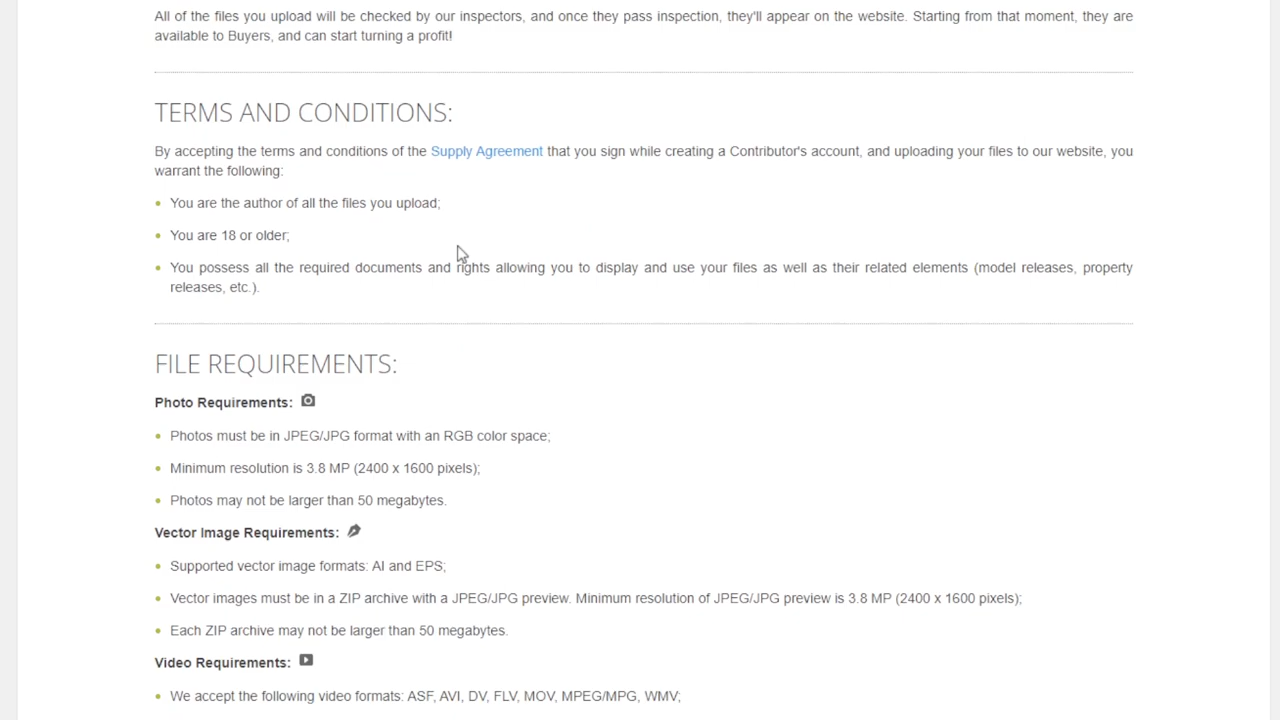 All of the files you upload will be checked by our inspectors, and once they pass inspection, they'll appear on the website. Starting from that moment, they are
available to Buyers, and can start turning a profit!
TERMS AND CONDITIONS:
By accepting the terms and conditions of the Supply Agreement that you sign while creating a Contributor's account, and uploading your files to our website, you
warrant the following:
You are the author of all the files you upload;
You are 18 or older;
You possess all the required documents and rights allowing you to display and use your files as well as their related elements (model releases, property
releases, etc.).
FILE REQUIREMENTS:
Photo Requirements:
Photos must be in JPEG/JPG format with an RGB color space;
Minimum resolution is 3.8 MP (2400 x 1600 pixels);
Photos may not be larger than 50 megabytes.
Vector Image Requirements:
Supported vector image formats: AI and EPS;
Vector images must be in a ZIP archive with a JPEG/JPG preview. Minimum resolution of JPEG/JPG preview is 3.8 MP (2400 x 1600 pixels);
Each ZIP archive may not be larger than 50 megabytes.
Video Requirements:
We accept the following video formats: ASF, AVI, DV, FLV, MOV, MPEG/MPG, WMV;